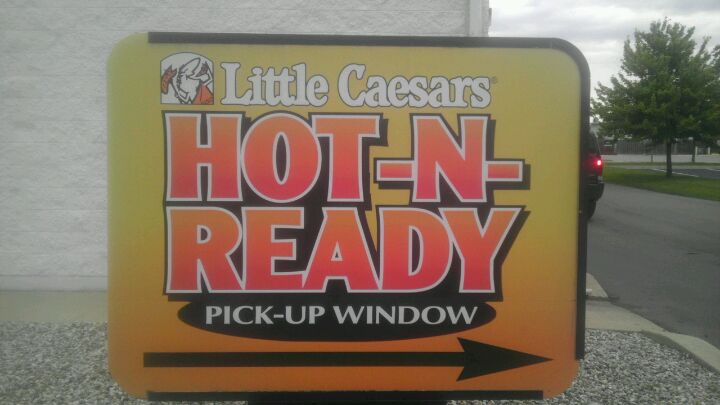 Little Caesars®
HOT-N-
READY
PICK-UP WINDOW